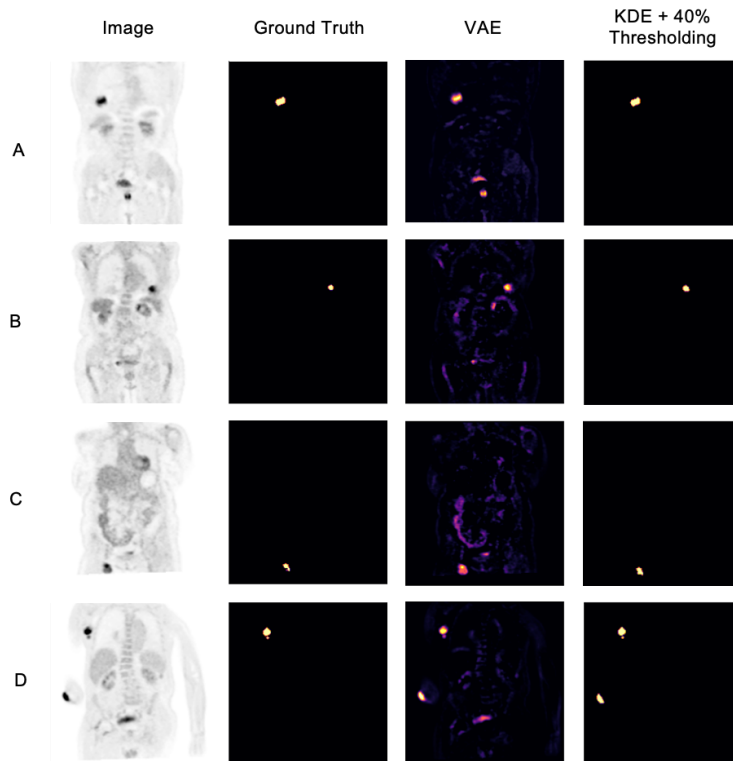 Image
Ground Truth
VAE
KDE + 40%
Thresholding
A
B
C
D